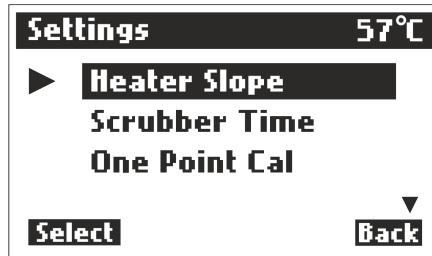 Settings 57°C
Heater Slope
Scrubber Time
One Point Cal
Select Back